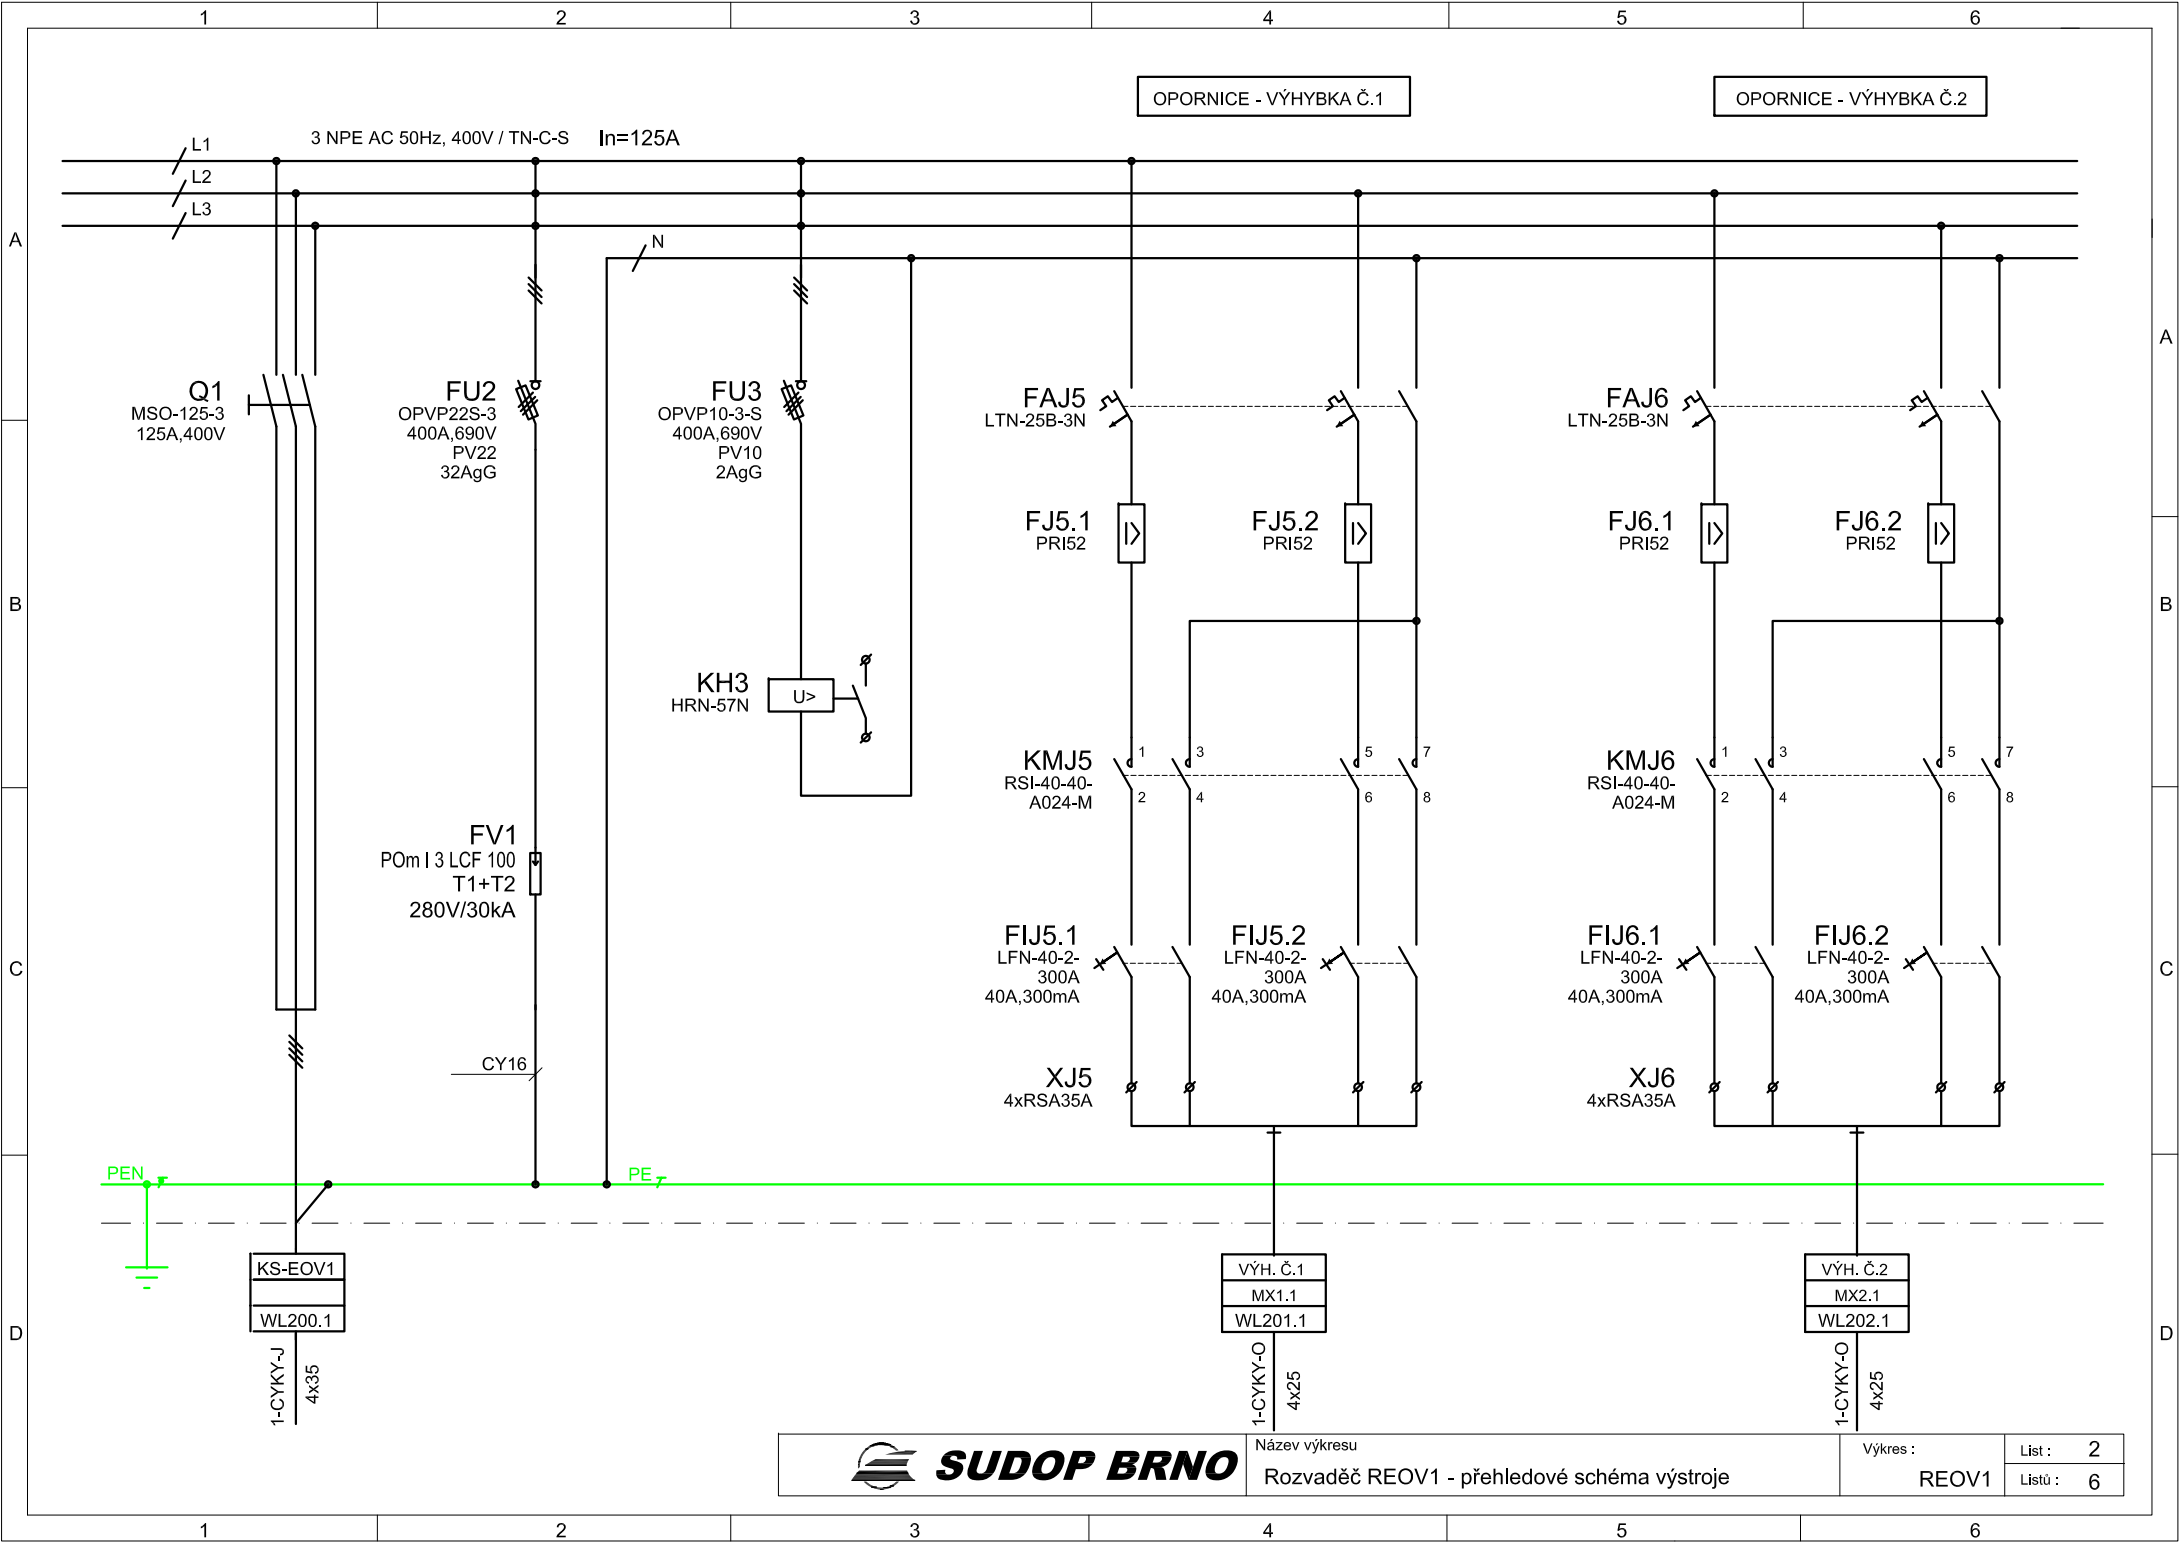 1 2 3 4 5 6
OPORNICE - VÝHYBKA Č.1
OPORNICE - VÝHYBKA Č.2
3 NPE AC 50Hz, 400V / TN-C-S In=125A
L1
L2
L3
N
A
A
B
B
C
C
D
D
Q1
MSO-125-3
125A,400V
FU2
OPVP22S-3
400A,690V
PV22
32AgG
FU3
OPVP10-3-S
400A,690V
PV10
2AgG
FAJ5
LTN-25B-3N
FAJ6
LTN-25B-3N
FJ5.1
PRI52
FJ5.2
PRI52
FJ6.1
PRI52
FJ6.2
PRI52
I>
I>
I>
I>
KH3
HRN-57N
U>
KMJ5
RSI-40-40-
A024-M
1 3 5 7
2 4 6 8
KMJ6
RSI-40-40-
A024-M
1 3 5 7
2 4 6 8
FV1
POm I 3 LCF 100
T1+T2
280V/30kA
FIJ5.1
LFN-40-2-
300A
40A,300mA
FIJ5.2
LFN-40-2-
300A
40A,300mA
FIJ6.1
LFN-40-2-
300A
40A,300mA
FIJ6.2
LFN-40-2-
300A
40A,300mA
CY16
XJ5
4xRSA35A
XJ6
4xRSA35A
PEN
PE
KS-EOV1
WL200.1
1-CYKY-J
4x35
VÝH. Č.1
MX1.1
WL201.1
1-CYKY-O
4x25
VÝH. Č.2
MX2.1
WL202.1
1-CYKY-O
4x25
SUDOP BRNO
Název výkresu
Rozvaděč REOV1 - přehledové schéma výstroje
Výkres :
REOV1
List : 2
Listů : 6
1 2 3 4 5 6